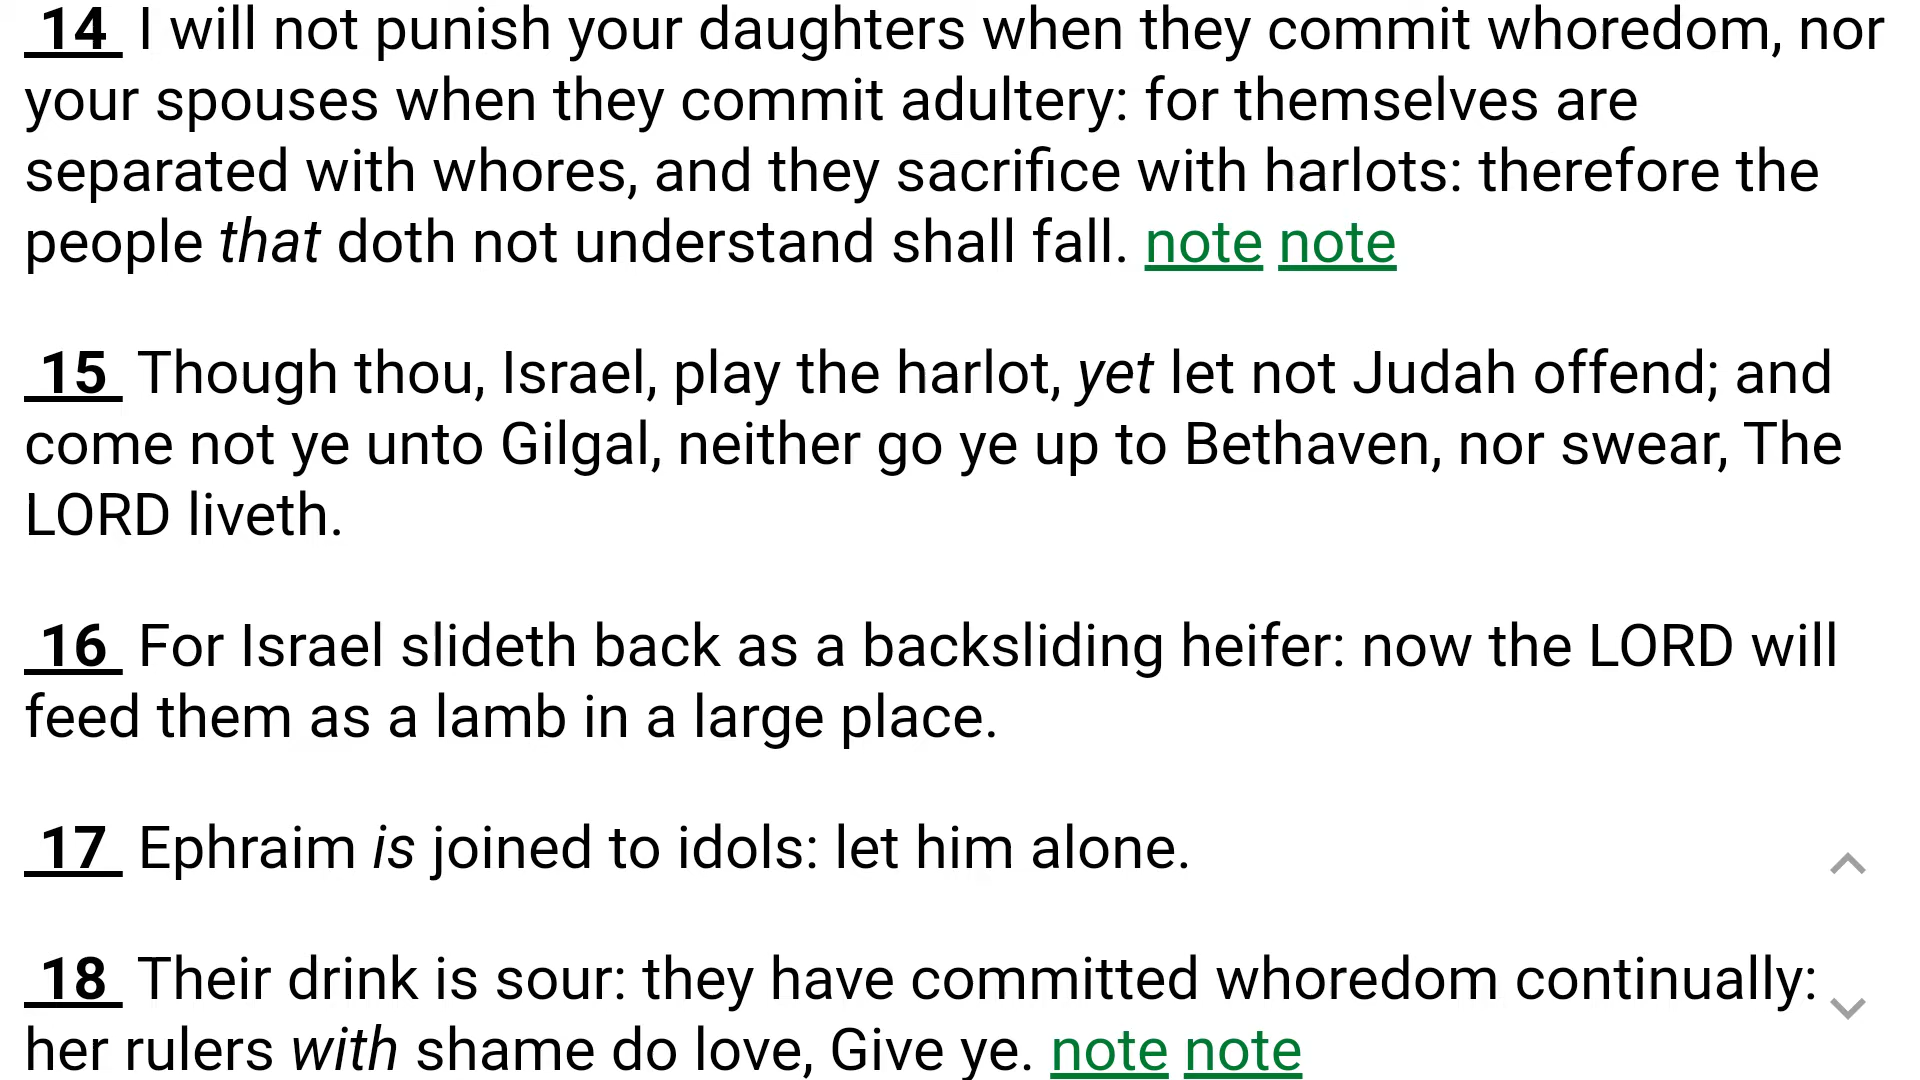 14 I will not punish your daughters when they commit whoredom, nor
your spouses when they commit adultery: for themselves are
separated with whores, and they sacrifice with harlots: therefore the
people that doth not understand shall fall. note note
15 Though thou, Israel, play the harlot, yet let not Judah offend; and
come not ye unto Gilgal, neither go ye up to Bethaven, nor swear, The
LORD liveth.
16 For Israel slideth back as a backsliding heifer: now the LORD will
feed them as a lamb in a large place.
17 Ephraim is joined to idols: let him alone.
18 Their drink is sour: they have committed whoredom continually:
her rulers with shame do love, Give ye. note note